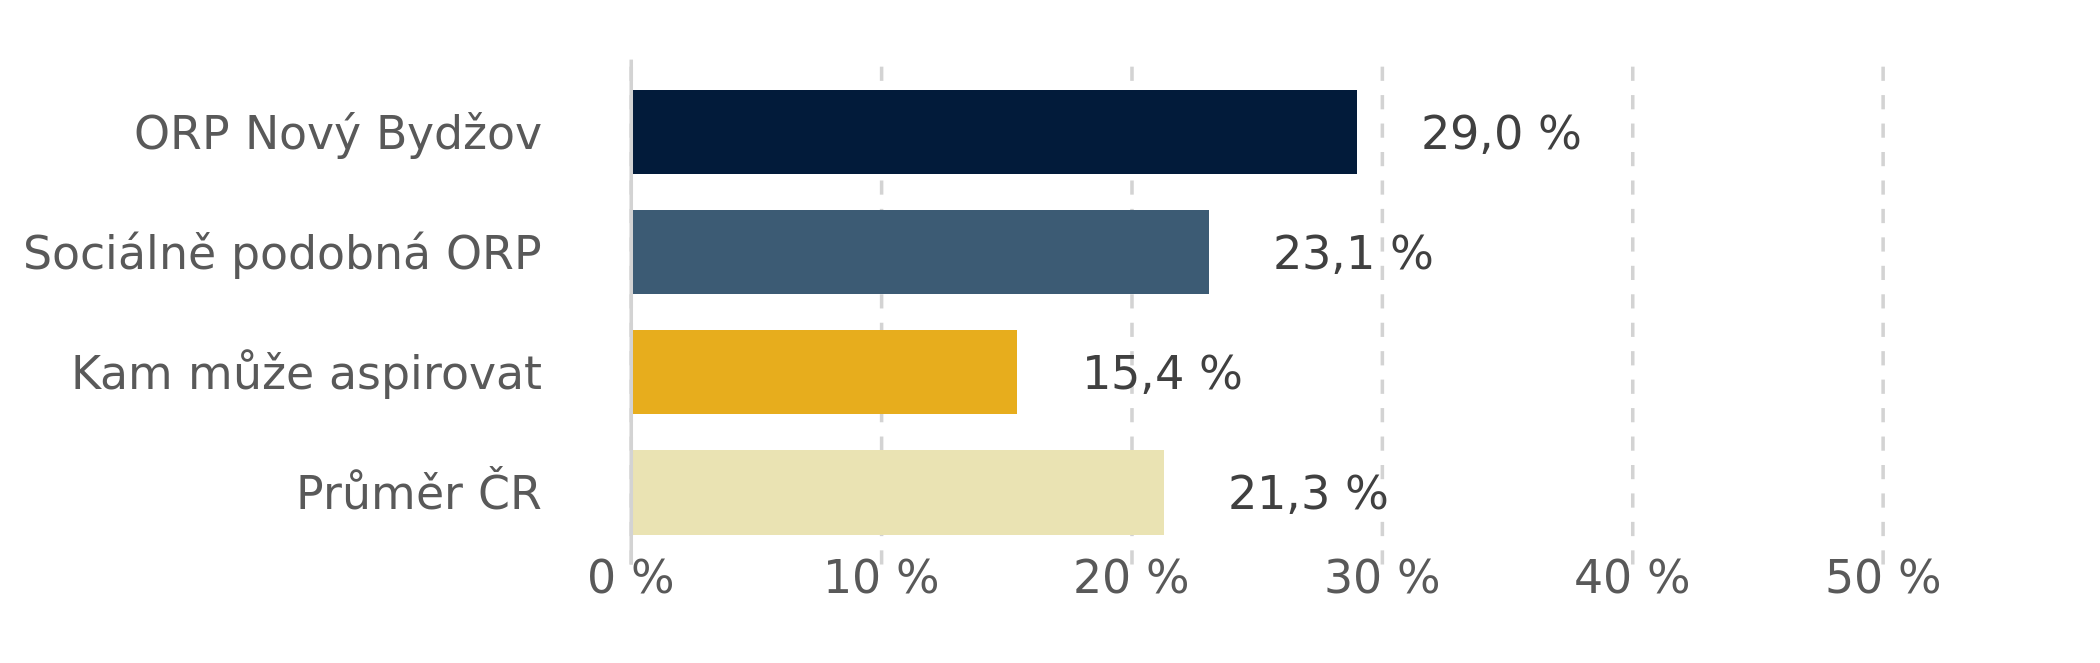 ORP Nový Bydžov
29,0 %
Sociálně podobná ORP
23,1 %
Kam může aspirovat
15,4 %
Průměr ČR
21,3 %
0 %
10 %
20 %
30 %
40 %
50 %